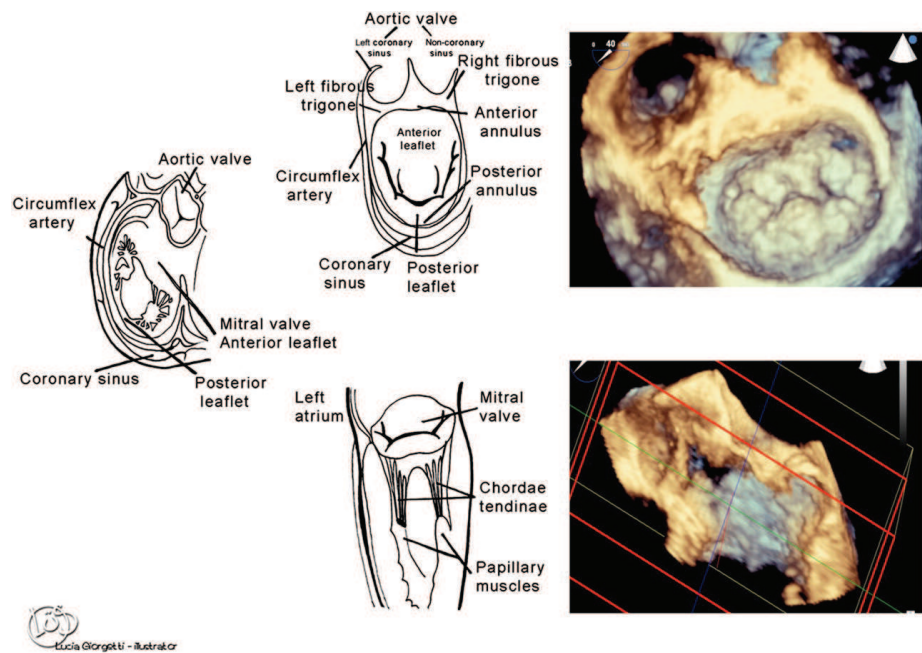 Aortic valve
Left coronary
sinus
Non-coronary
sinus
Right fibrous
trigone
Left fibrous
trigone
Anterior
annulus
Anterior
leaflet
Circumflex
artery
Posterior
annulus
Coronary
sinus
Posterior
leaflet
Aortic valve
Circumflex
artery
Mitral valve
Anterior leaflet
Coronary sinus
Posterior
leaflet
Left
atrium
Mitral
valve
Chordae
tendinae
Papillary
muscles
0 40
Lucia Giorgetti - illustrator